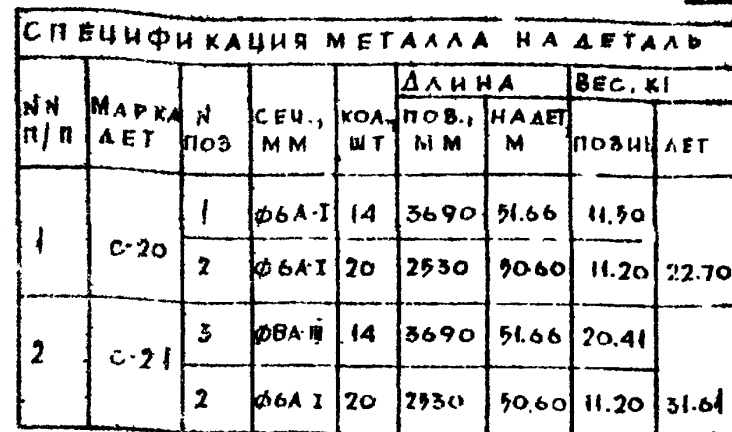 СПЕЦИФИКАЦИЯ МЕТАЛЛА НА ДЕТАЛЬ
NN П/П МАРКА ДЕТ N ПОЗ СЕЧ., ММ КОЛ., ШТ ДЛИНА ПОЗ., ММ НА ДЕТ М ВЕС, КГ ПОЗИЦ ДЕТ
1 С-20 1 Ф6А-I 14 3690 51.66 11.50
2 Ф6А-I 20 2530 50.60 11.20 22.70
2 С-21 3 Ф8А-III 14 3690 51.66 20.41
2 Ф6А I 20 2530 50.60 11.20 31.61